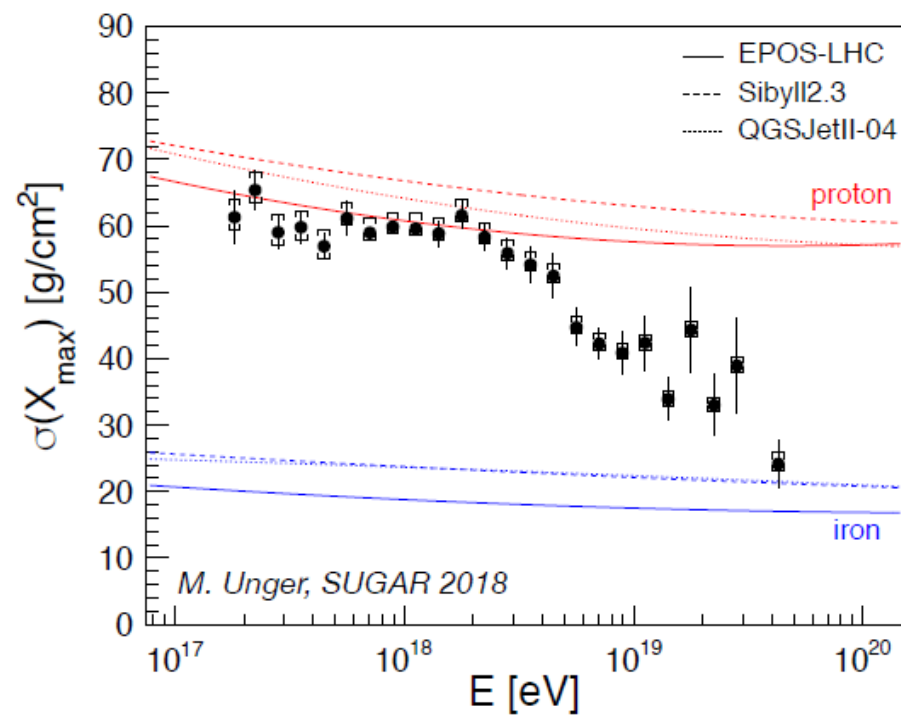 90
80
70
60
50
40
30
20
10
0
σ(Xmax) [g/cm²]
EPOS-LHC
Sibyll2.3
QGSJetII-04
proton
iron
M. Unger, SUGAR 2018
10¹⁷ 10¹⁸ 10¹⁹ 10²⁰
E [eV]